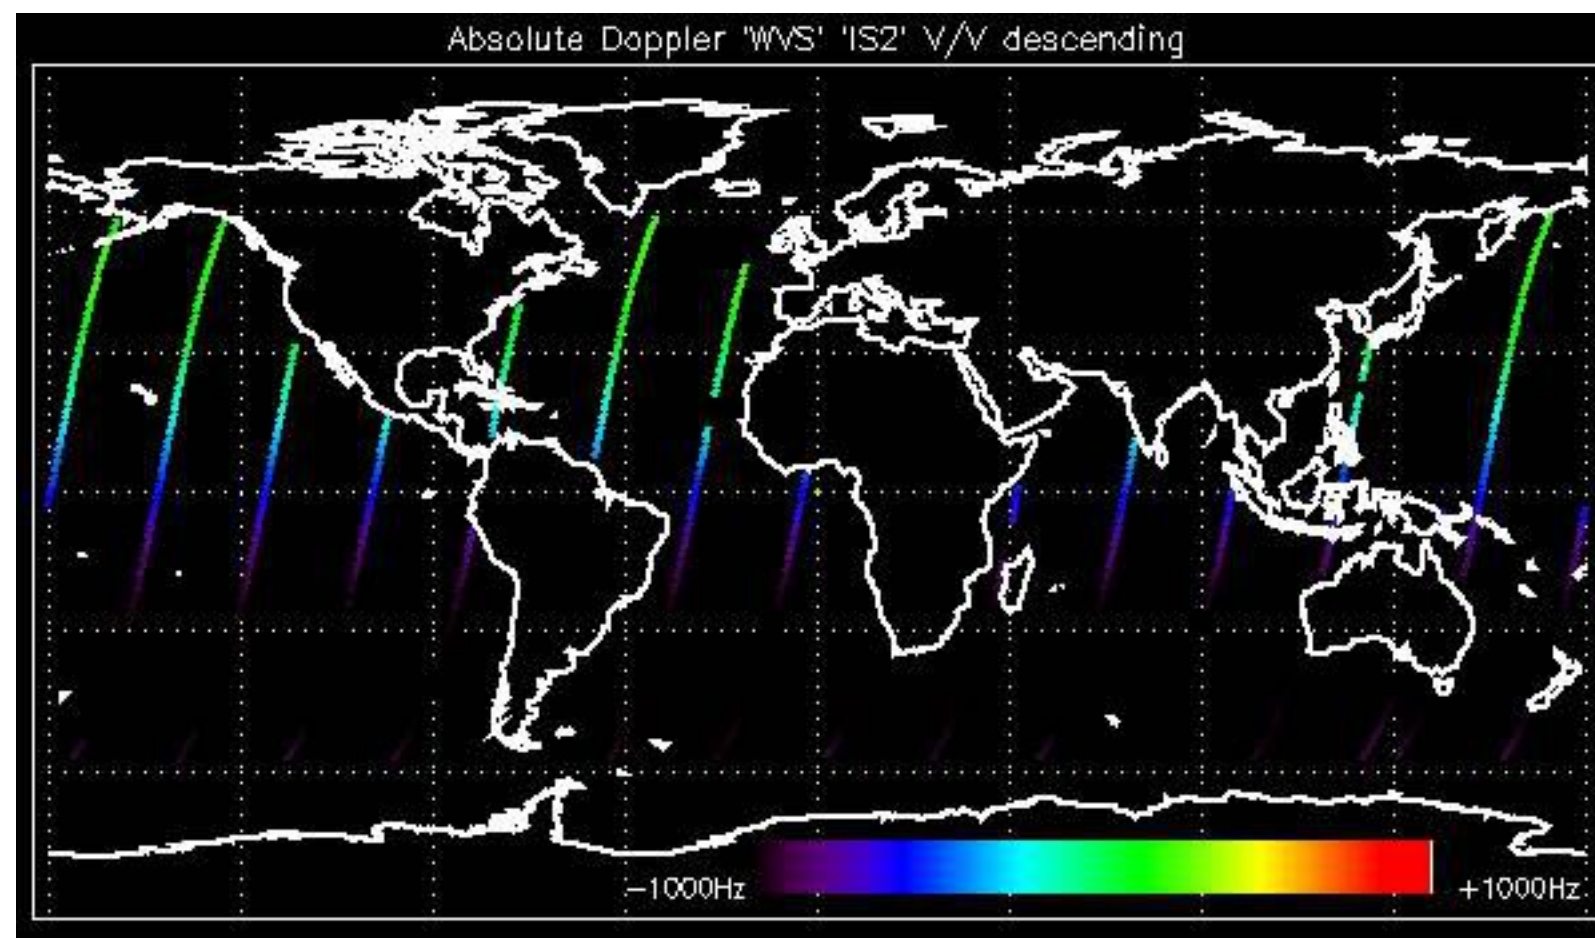 Absolute Doppler 'WVS' 'IS2' V/V descending
−1000Hz
+1000Hz